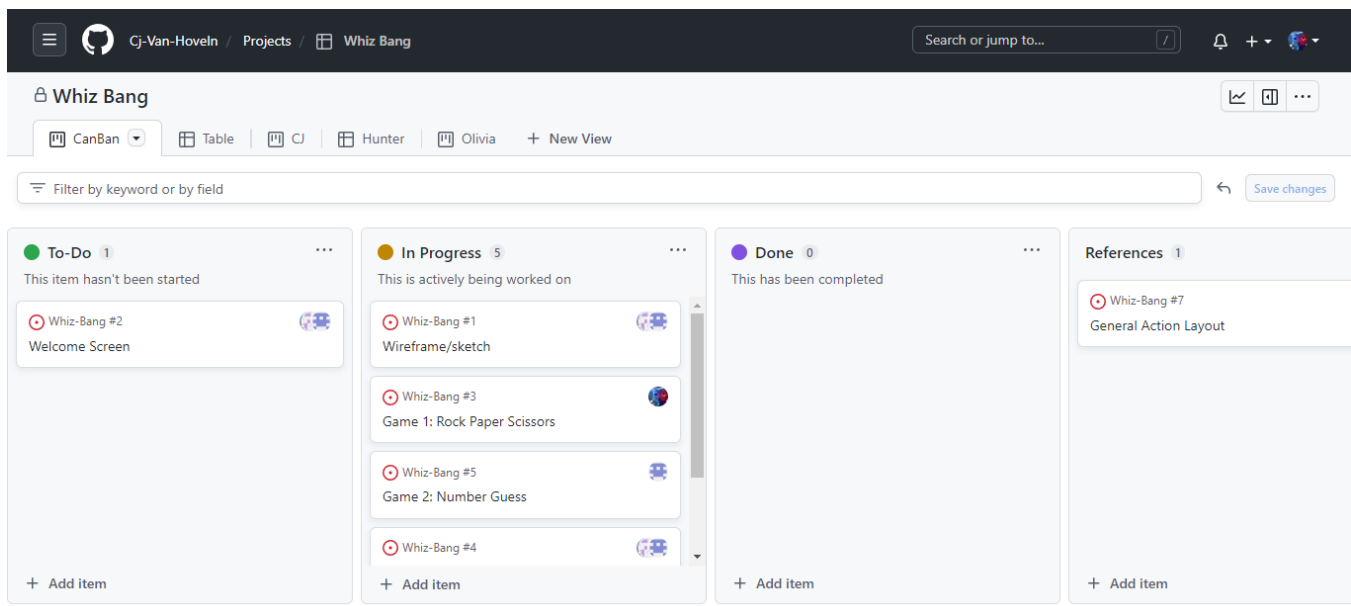 Cj-Van-Hoveln / Projects / Whiz Bang
Search or jump to... /
Whiz Bang
CanBan
Table
CJ
Hunter
Olivia
+ New View
Filter by keyword or by field
Save changes
To-Do 1
This item hasn't been started
Whiz-Bang #2
Welcome Screen
+ Add item
In Progress 5
This is actively being worked on
Whiz-Bang #1
Wireframe/sketch
Whiz-Bang #3
Game 1: Rock Paper Scissors
Whiz-Bang #5
Game 2: Number Guess
Whiz-Bang #4
+ Add item
Done 0
This has been completed
+ Add item
References 1
Whiz-Bang #7
General Action Layout
+ Add item